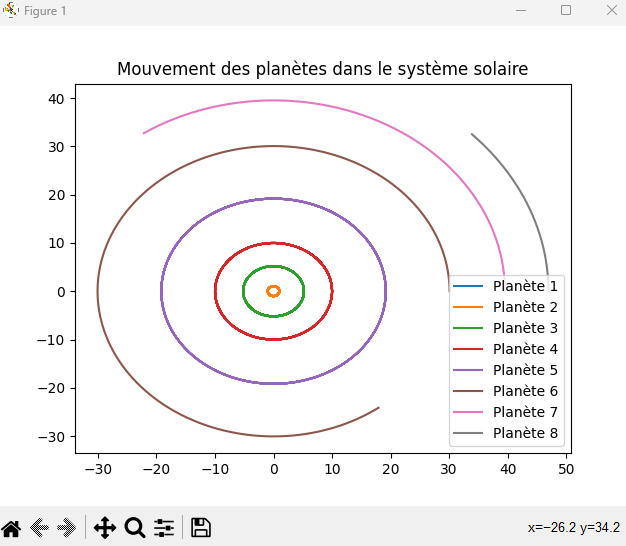 Figure 1
Mouvement des planètes dans le système solaire
40
30
20
10
0
−10
−20
−30
−30 −20 −10 0 10 20 30 40 50
Planète 1
Planète 2
Planète 3
Planète 4
Planète 5
Planète 6
Planète 7
Planète 8
x=−26.2 y=34.2